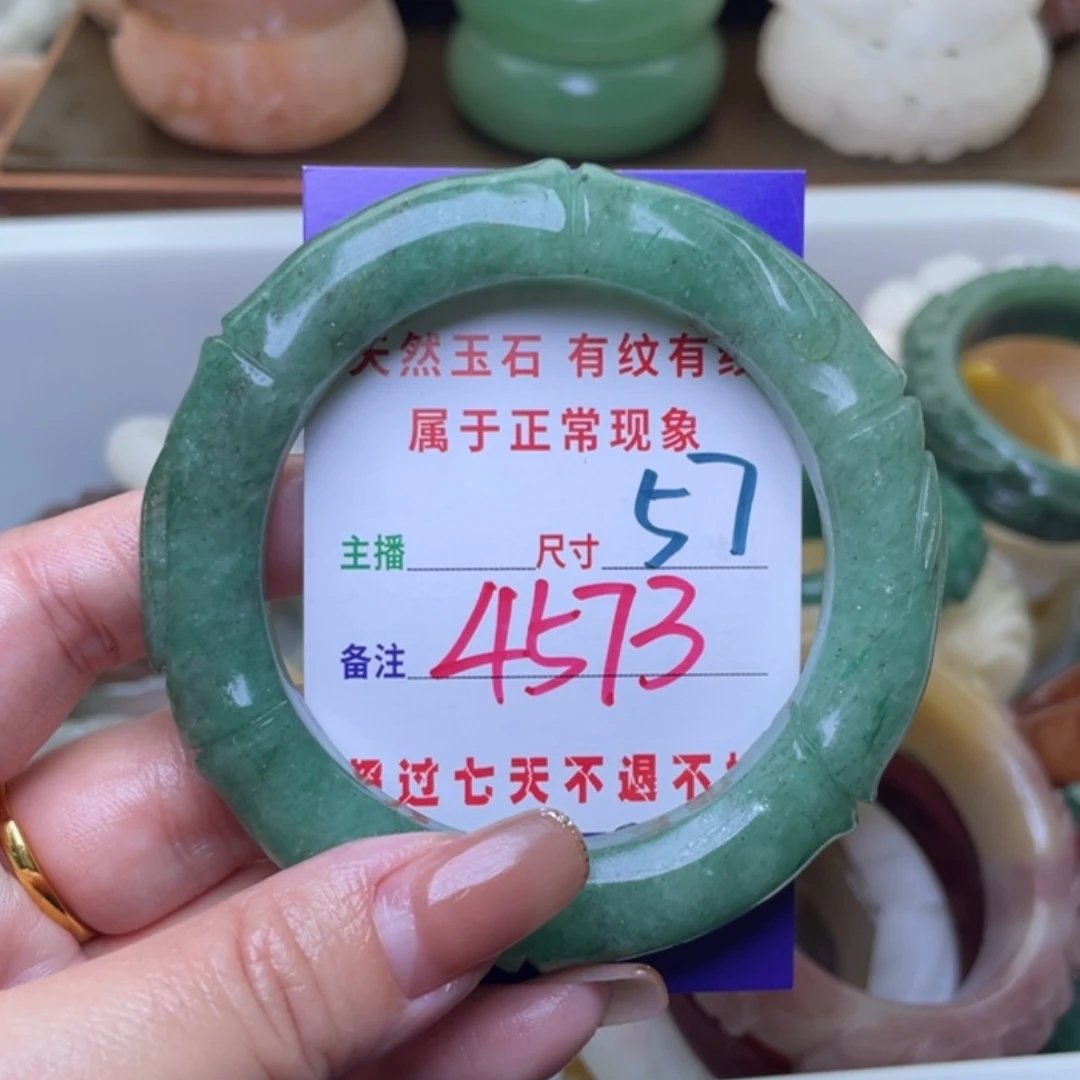 天然玉石 有纹有
属于正常现象
主播 尺寸 57
备注 4573
超过七天不退不